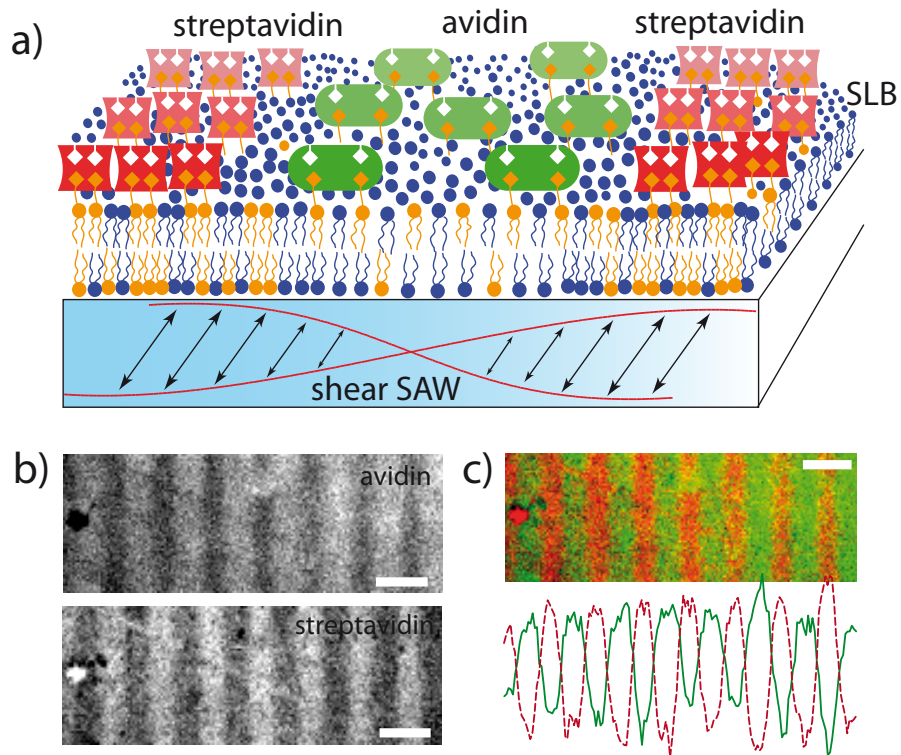 a)
streptavidin
avidin
streptavidin
SLB
shear SAW
b)
avidin
streptavidin
c)